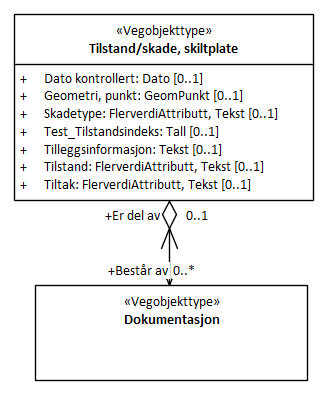 «Vegobjekttype»
Tilstand/skade, skiltplate
+ Dato kontrollert: Dato [0..1]
+ Geometri, punkt: GeomPunkt [0..1]
+ Skadetype: FlerverdiAttributt, Tekst [0..1]
+ Test_Tilstandsindeks: Tall [0..1]
+ Tilleggsinformasjon: Tekst [0..1]
+ Tilstand: FlerverdiAttributt, Tekst [0..1]
+ Tiltak: FlerverdiAttributt, Tekst [0..1]
+Er del av 0..1
+Består av 0..*
«Vegobjekttype»
Dokumentasjon